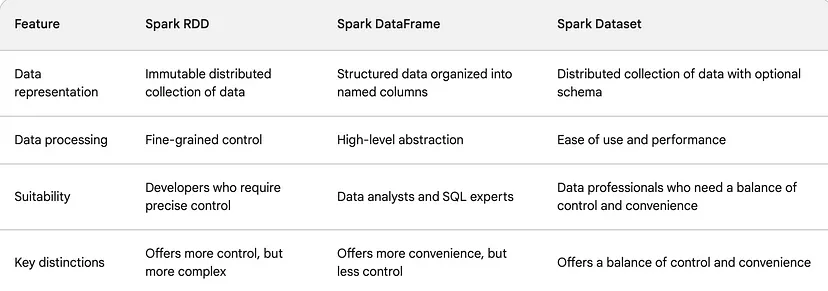 Feature Spark RDD Spark DataFrame Spark Dataset
Data representation Immutable distributed collection of data Structured data organized into named columns Distributed collection of data with optional schema
Data processing Fine-grained control High-level abstraction Ease of use and performance
Suitability Developers who require precise control Data analysts and SQL experts Data professionals who need a balance of control and convenience
Key distinctions Offers more control, but more complex Offers more convenience, but less control Offers a balance of control and convenience